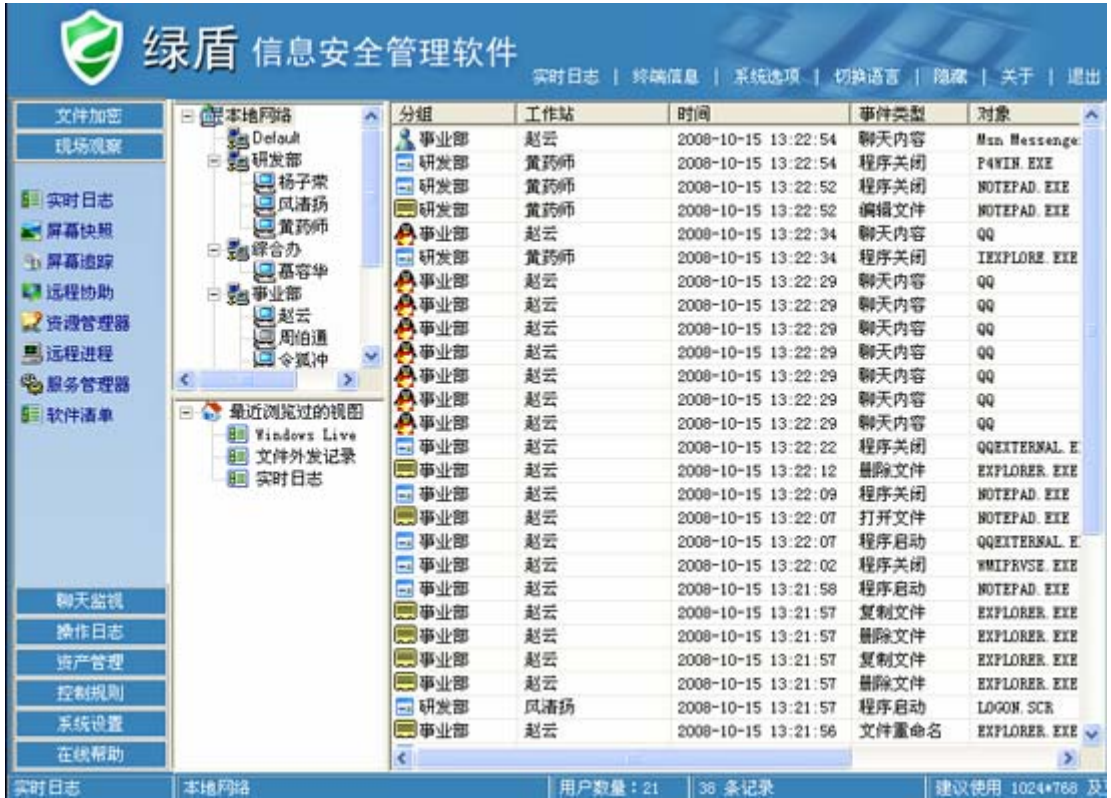 绿盾 信息安全管理软件
实时日志 | 终端信息 | 系统选项 | 切换语言 | 隐藏 | 关于 | 退出
文件加密
现场观察
实时日志
屏幕快照
屏幕追踪
远程协助
资源管理器
远程进程
服务管理器
软件清单
聊天监视
操作日志
资产管理
控制规则
系统设置
在线帮助
本地网络
Default
研发部
杨子荣
风清扬
黄药师
综合办
慕容华
事业部
赵云
周伯通
令狐冲
最近浏览过的视图
Windows Live
文件外发记录
实时日志
分组 工作站 时间 事件类型 对象
事业部 赵云 2008-10-15 13:22:54 聊天内容 Msn Messenge
研发部 黄药师 2008-10-15 13:22:54 程序关闭 P4WIN.EXE
研发部 黄药师 2008-10-15 13:22:52 程序关闭 NOTEPAD.EXE
研发部 黄药师 2008-10-15 13:22:52 编辑文件 NOTEPAD.EXE
事业部 赵云 2008-10-15 13:22:34 聊天内容 QQ
研发部 黄药师 2008-10-15 13:22:34 程序关闭 IEXPLORE.EXE
事业部 赵云 2008-10-15 13:22:29 聊天内容 QQ
事业部 赵云 2008-10-15 13:22:29 聊天内容 QQ
事业部 赵云 2008-10-15 13:22:29 聊天内容 QQ
事业部 赵云 2008-10-15 13:22:29 聊天内容 QQ
事业部 赵云 2008-10-15 13:22:29 聊天内容 QQ
事业部 赵云 2008-10-15 13:22:29 聊天内容 QQ
事业部 赵云 2008-10-15 13:22:29 聊天内容 QQ
事业部 赵云 2008-10-15 13:22:22 程序关闭 QQEXTERNAL.E
事业部 赵云 2008-10-15 13:22:12 删除文件 EXPLORER.EXE
事业部 赵云 2008-10-15 13:22:09 程序关闭 NOTEPAD.EXE
事业部 赵云 2008-10-15 13:22:07 打开文件 NOTEPAD.EXE
事业部 赵云 2008-10-15 13:22:07 程序启动 QQEXTERNAL.E
事业部 赵云 2008-10-15 13:22:02 程序关闭 WMIPRVSE.EXE
事业部 赵云 2008-10-15 13:21:58 程序启动 NOTEPAD.EXE
事业部 赵云 2008-10-15 13:21:57 复制文件 EXPLORER.EXE
事业部 赵云 2008-10-15 13:21:57 删除文件 EXPLORER.EXE
事业部 赵云 2008-10-15 13:21:57 复制文件 EXPLORER.EXE
事业部 赵云 2008-10-15 13:21:57 删除文件 EXPLORER.EXE
研发部 风清扬 2008-10-15 13:21:57 程序启动 LOGON.SCR
事业部 赵云 2008-10-15 13:21:56 文件重命名 EXPLORER.EXE
实时日志 本地网络 用户数量：21 38 条记录 建议使用 1024*768 及